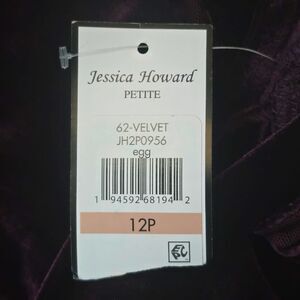 Jessica Howard
PETITE
62-VELVET
JH2P0956
egg
1 94592 68194 2
12P